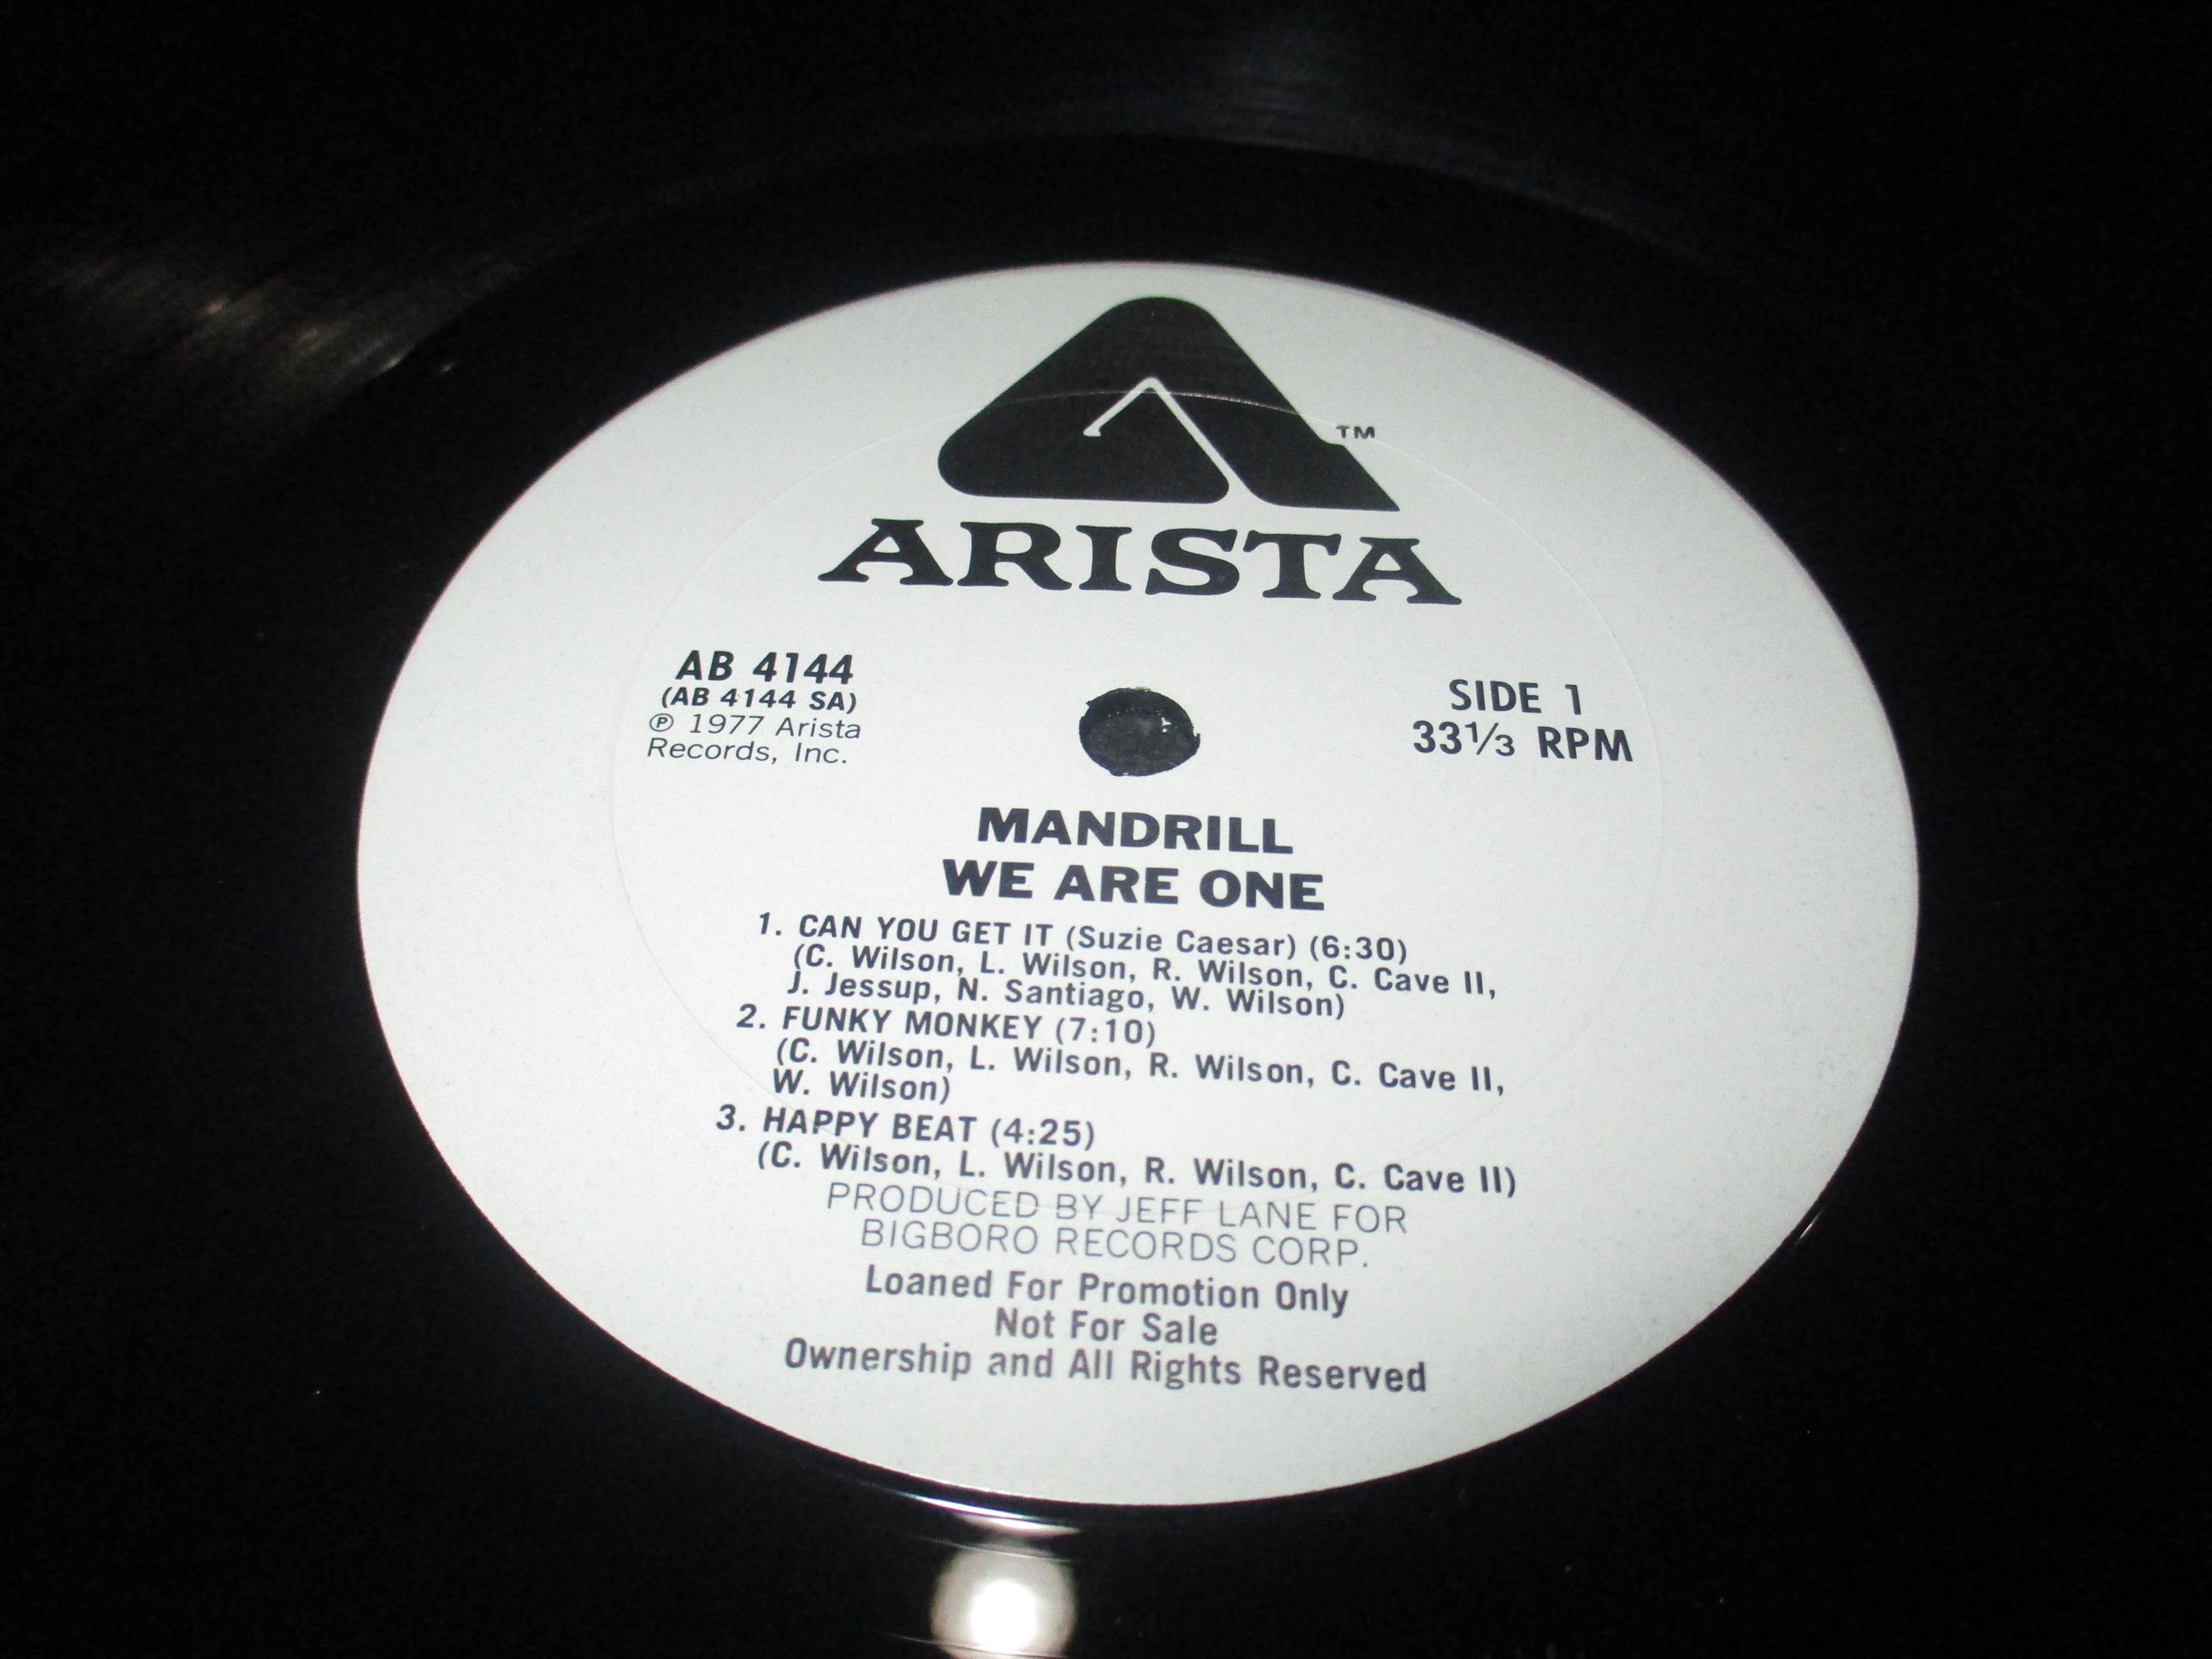 TM
ARISTA
AB 4144
(AB 4144 SA)
℗ 1977 Arista
Records, Inc.
SIDE 1
33⅓ RPM
MANDRILL
WE ARE ONE
1. CAN YOU GET IT (Suzie Caesar) (6:30)
(C. Wilson, L. Wilson, R. Wilson, C. Cave II,
J. Jessup, N. Santiago, W. Wilson)
2. FUNKY MONKEY (7:10)
(C. Wilson, L. Wilson, R. Wilson, C. Cave II,
W. Wilson)
3. HAPPY BEAT (4:25)
(C. Wilson, L. Wilson, R. Wilson, C. Cave II)
PRODUCED BY JEFF LANE FOR
BIGBORO RECORDS CORP.
Loaned For Promotion Only
Not For Sale
Ownership and All Rights Reserved